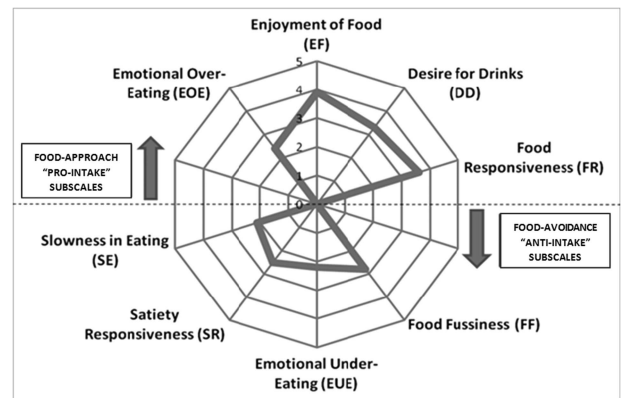 Enjoyment of Food
(EF)
Emotional Over-
Eating (EOE)
Desire for Drinks
(DD)
5
4
3
2
1
0
FOOD-APPROACH
"PRO-INTAKE"
SUBSCALES
Food
Responsiveness (FR)
Slowness in Eating
(SE)
FOOD-AVOIDANCE
"ANTI-INTAKE"
SUBSCALES
Satiety
Responsiveness (SR)
Food Fussiness (FF)
Emotional Under-
Eating (EUE)